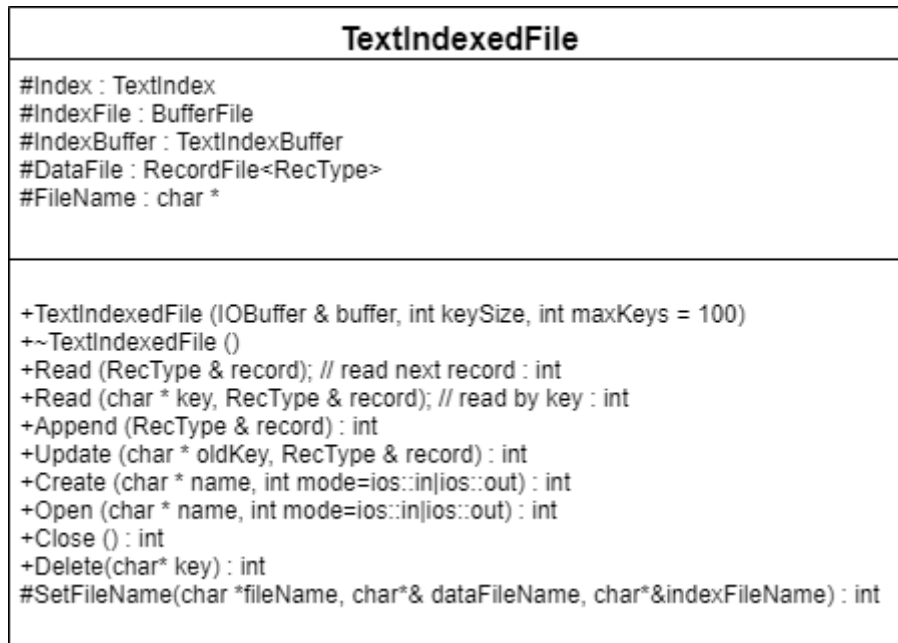 TextIndexedFile
#Index : TextIndex
#IndexFile : BufferFile
#IndexBuffer : TextIndexBuffer
#DataFile : RecordFile<RecType>
#FileName : char *
+TextIndexedFile (IOBuffer & buffer, int keySize, int maxKeys = 100)
+~TextIndexedFile ()
+Read (RecType & record); // read next record : int
+Read (char * key, RecType & record); // read by key : int
+Append (RecType & record) : int
+Update (char * oldKey, RecType & record) : int
+Create (char * name, int mode=ios::in|ios::out) : int
+Open (char * name, int mode=ios::in|ios::out) : int
+Close () : int
+Delete(char* key) : int
#SetFileName(char *fileName, char*& dataFileName, char*&indexFileName) : int